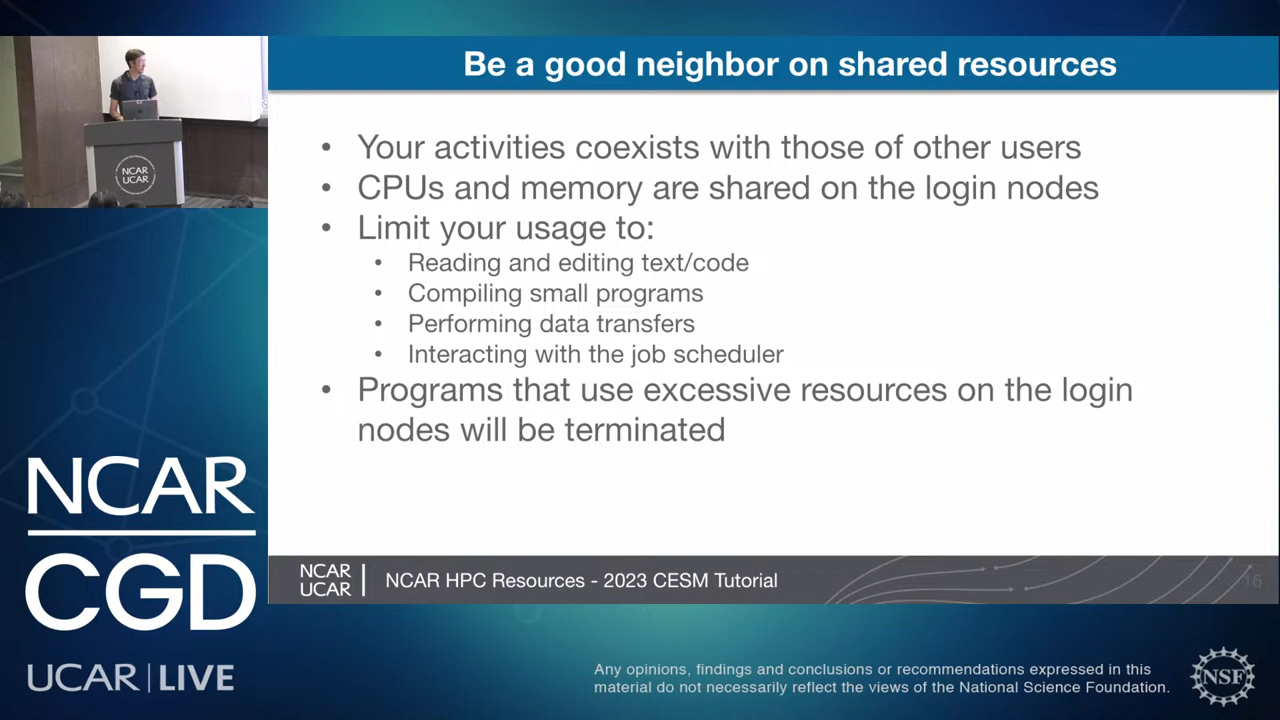 Be a good neighbor on shared resources
NCAR
UCAR
• Your activities coexists with those of other users
• CPUs and memory are shared on the login nodes
• Limit your usage to:
• Reading and editing text/code
• Compiling small programs
• Performing data transfers
• Interacting with the job scheduler
• Programs that use excessive resources on the login
nodes will be terminated
NCAR
CGD
UCAR | LIVE
NCAR
UCAR
NCAR HPC Resources - 2023 CESM Tutorial
16
Any opinions, findings and conclusions or recommendations expressed in this
material do not necessarily reflect the views of the National Science Foundation.
NSF